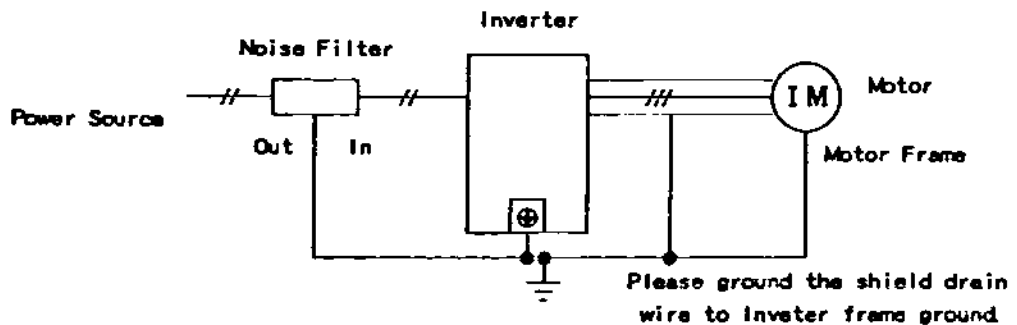 Inverter
Noise Filter
Power Source
Out
In
IM
Motor
Motor Frame
Please ground the shield drain
wire to Inveter frame ground